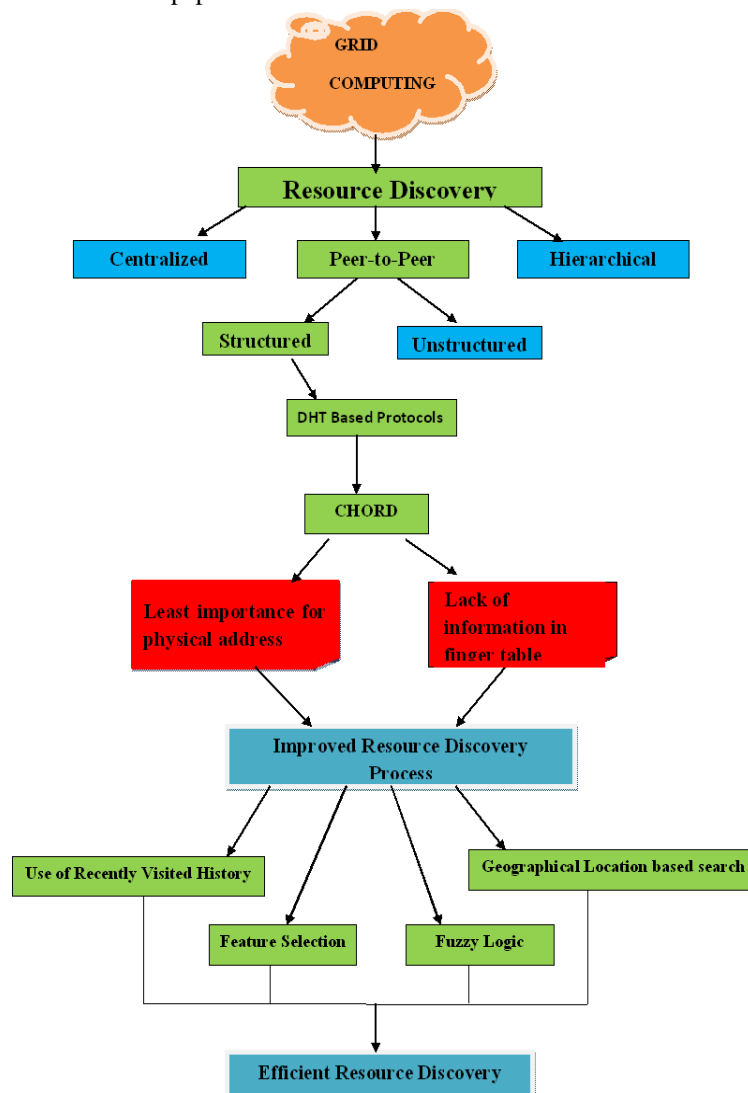 GRID
COMPUTING
Resource Discovery
Centralized
Peer-to-Peer
Hierarchical
Structured
Unstructured
DHT Based Protocols
CHORD
Least importance for
physical address
Lack of
information in
finger table
Improved Resource Discovery
Process
Use of Recently Visited History
Geographical Location based search
Feature Selection
Fuzzy Logic
Efficient Resource Discovery